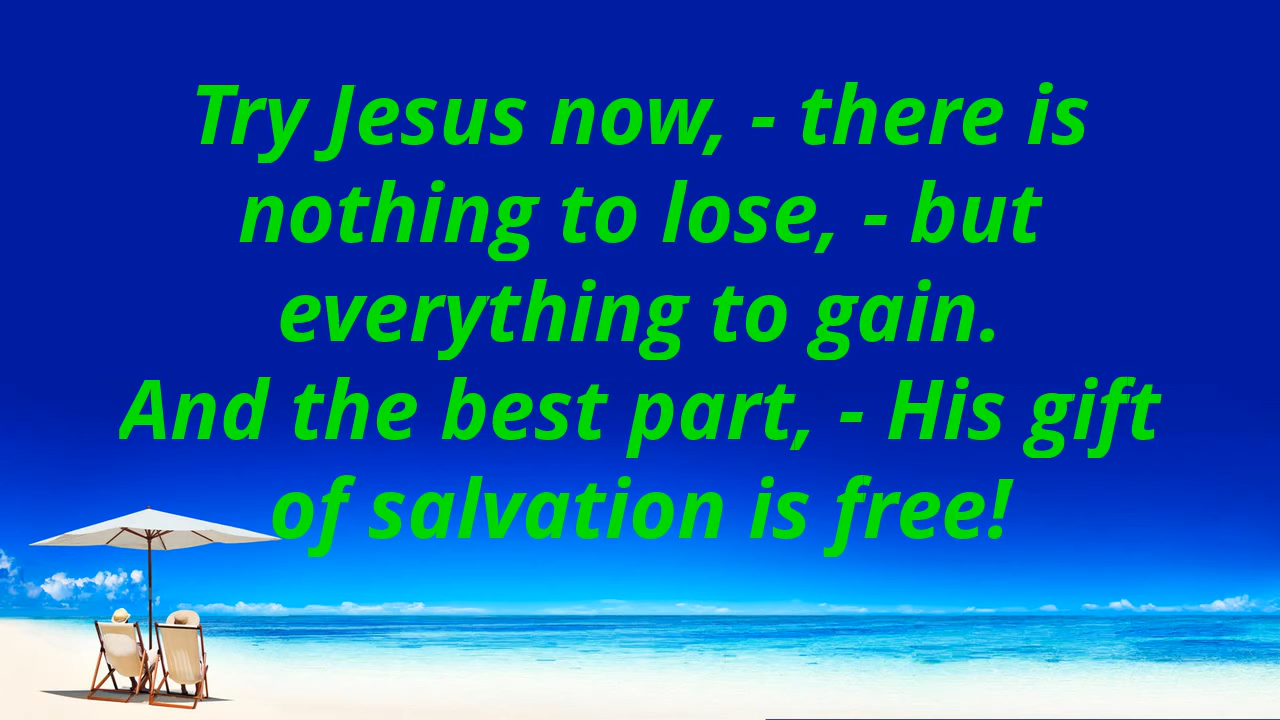 Try Jesus now, - there is
nothing to lose, - but
everything to gain.
And the best part, - His gift
of salvation is free!